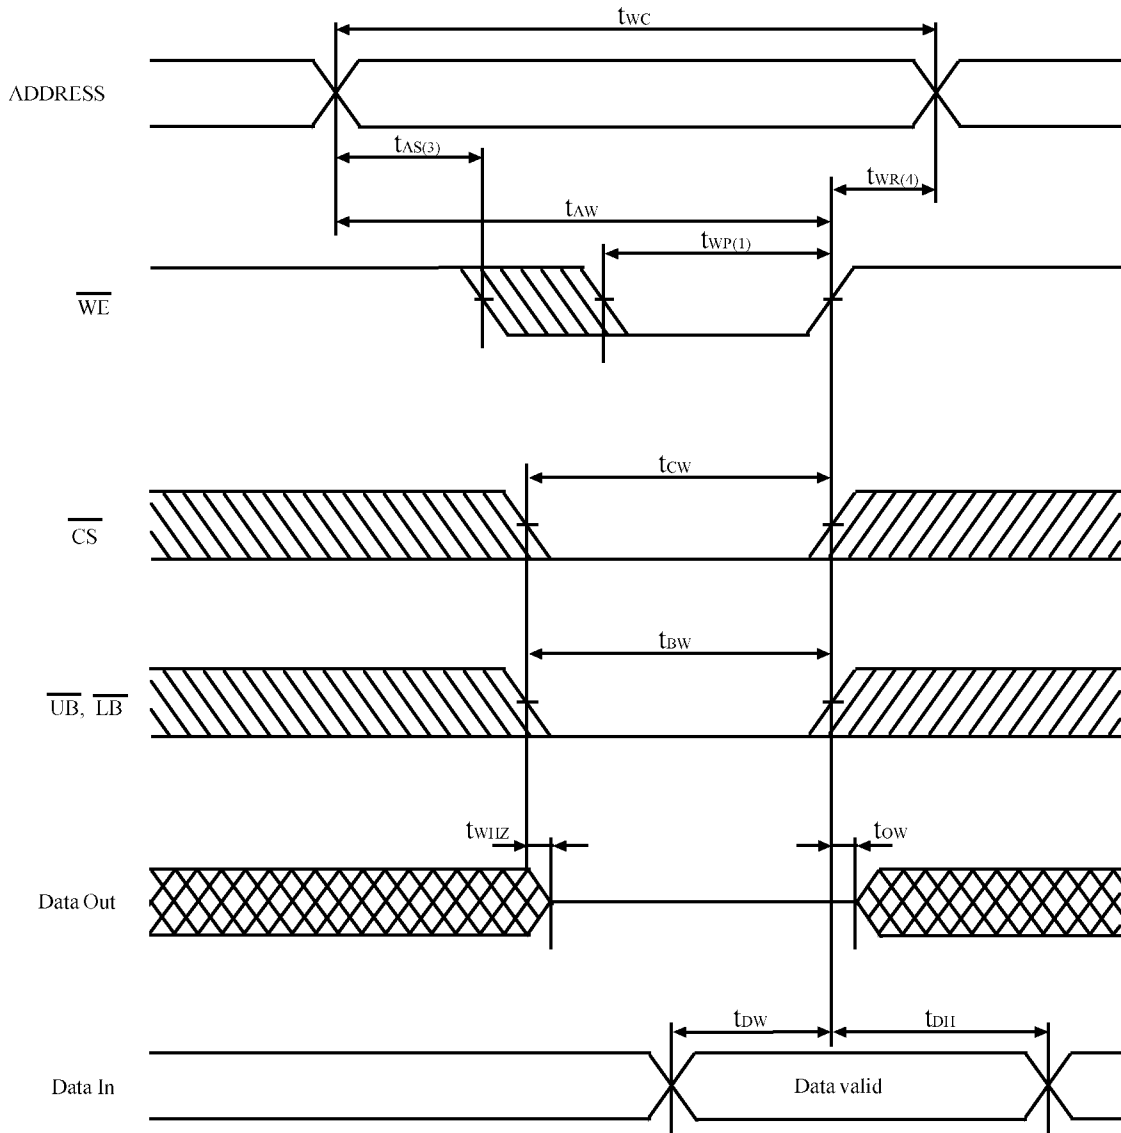 tWC
ADDRESS
tAS(3)
tWR(4)
tAW
tWP(1)
WE
tCW
CS
tBW
UB, LB
tWHZ
tOW
Data Out
tDW
tDH
Data In
Data valid